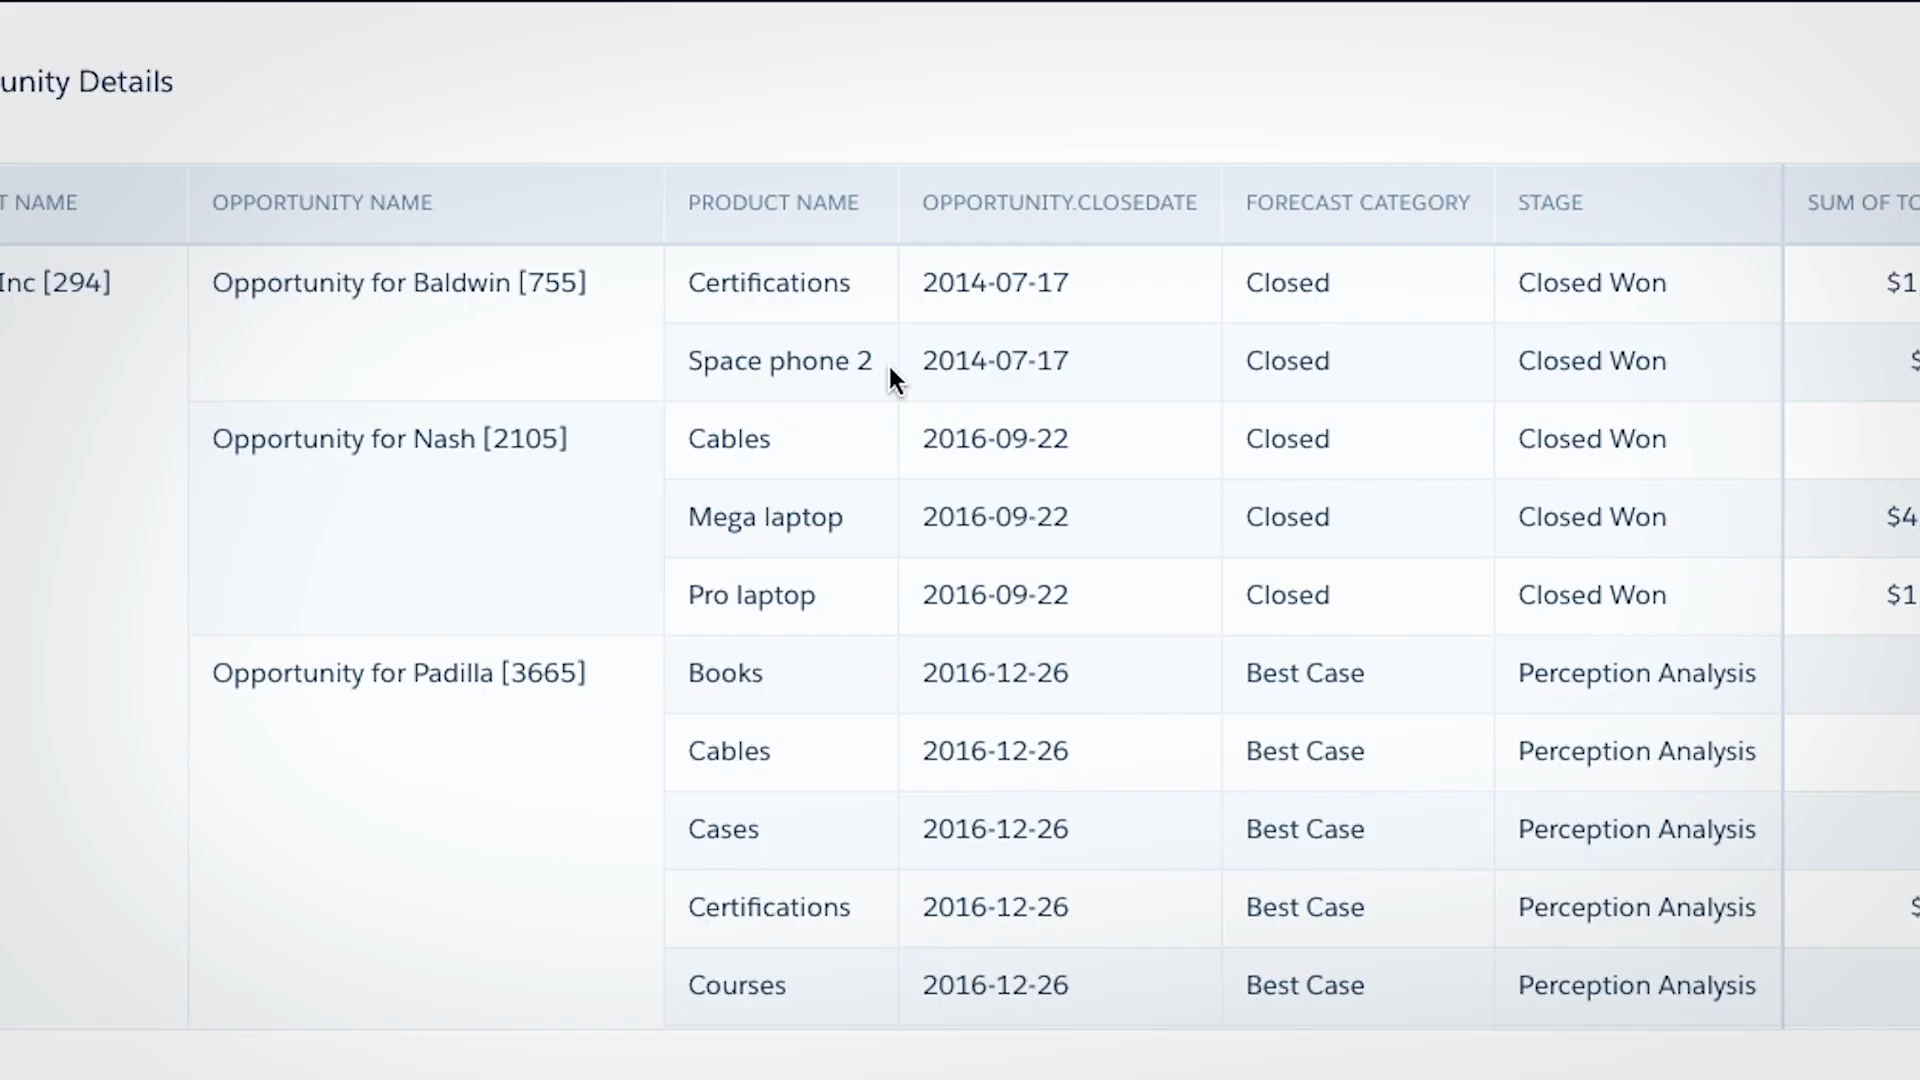 unity Details
T NAME OPPORTUNITY NAME PRODUCT NAME OPPORTUNITY.CLOSEDATE FORECAST CATEGORY STAGE SUM OF TO
Inc [294] Opportunity for Baldwin [755] Certifications 2014-07-17 Closed Closed Won $1
Space phone 2 2014-07-17 Closed Closed Won $
Opportunity for Nash [2105] Cables 2016-09-22 Closed Closed Won
Mega laptop 2016-09-22 Closed Closed Won $4
Pro laptop 2016-09-22 Closed Closed Won $1
Opportunity for Padilla [3665] Books 2016-12-26 Best Case Perception Analysis
Cables 2016-12-26 Best Case Perception Analysis
Cases 2016-12-26 Best Case Perception Analysis
Certifications 2016-12-26 Best Case Perception Analysis $
Courses 2016-12-26 Best Case Perception Analysis